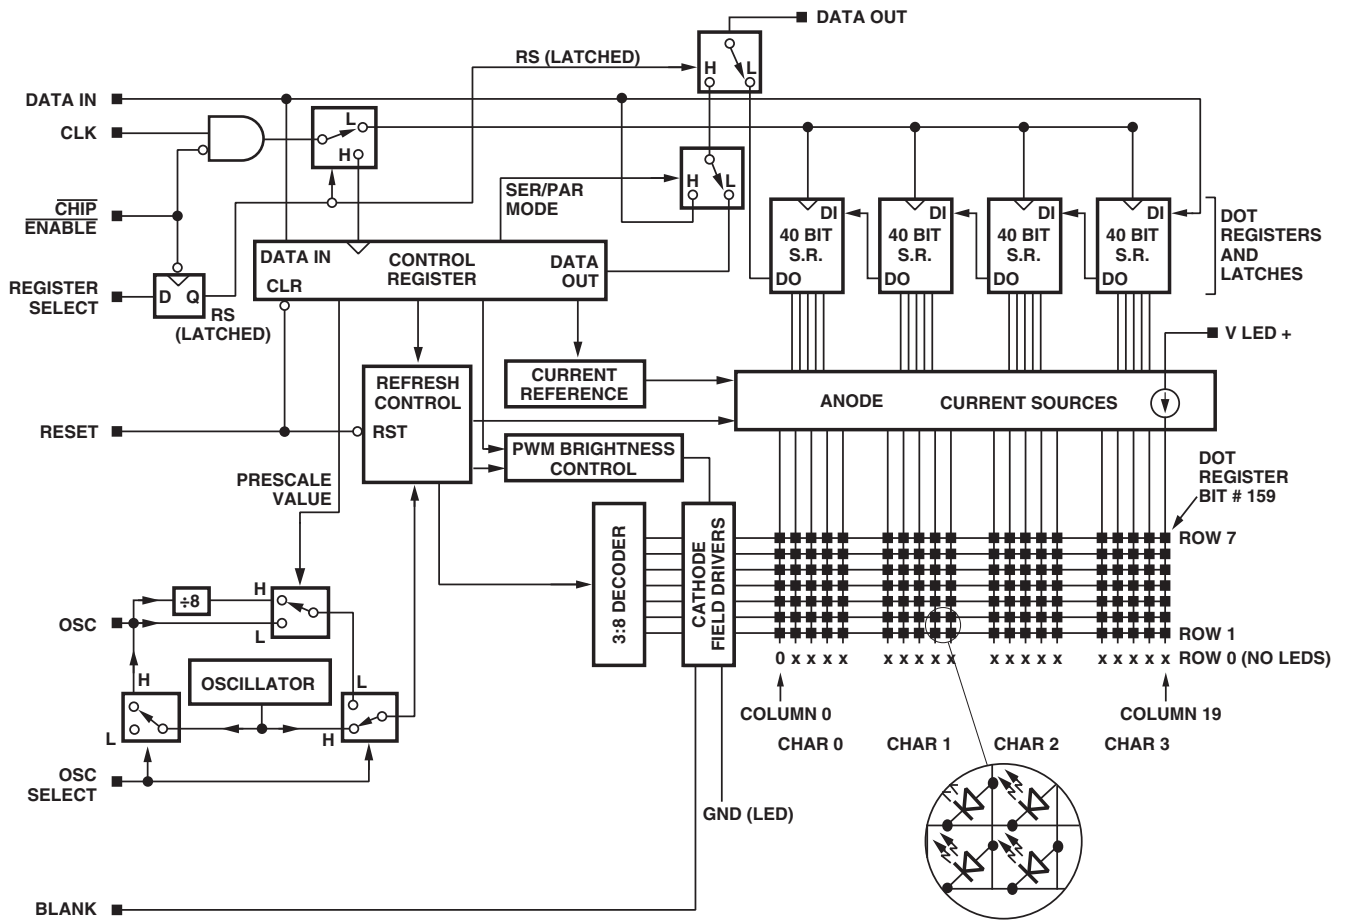 DATA OUT
RS (LATCHED)
H
L
DATA IN
CLK
L
H
CHIP
ENABLE
SER/PAR
MODE
H
L
DI
40 BIT
S.R.
DO
DI
40 BIT
S.R.
DO
DI
40 BIT
S.R.
DO
DI
40 BIT
S.R.
DO
DOT
REGISTERS
AND
LATCHES
DATA IN
CONTROL
REGISTER
DATA
OUT
CLR
REGISTER
SELECT
D Q
RS
(LATCHED)
V LED +
REFRESH
CONTROL
RST
CURRENT
REFERENCE
ANODE CURRENT SOURCES
RESET
PWM BRIGHTNESS
CONTROL
PRESCALE
VALUE
DOT
REGISTER
BIT # 159
3:8 DECODER
CATHODE
FIELD DRIVERS
ROW 7
÷8
H
L
OSC
ROW 1
0 x x x x x x x x x x x x x x x x x x x ROW 0 (NO LEDS)
OSCILLATOR
H
L
L
H
COLUMN 0
COLUMN 19
CHAR 0 CHAR 1 CHAR 2 CHAR 3
OSC
SELECT
GND (LED)
BLANK